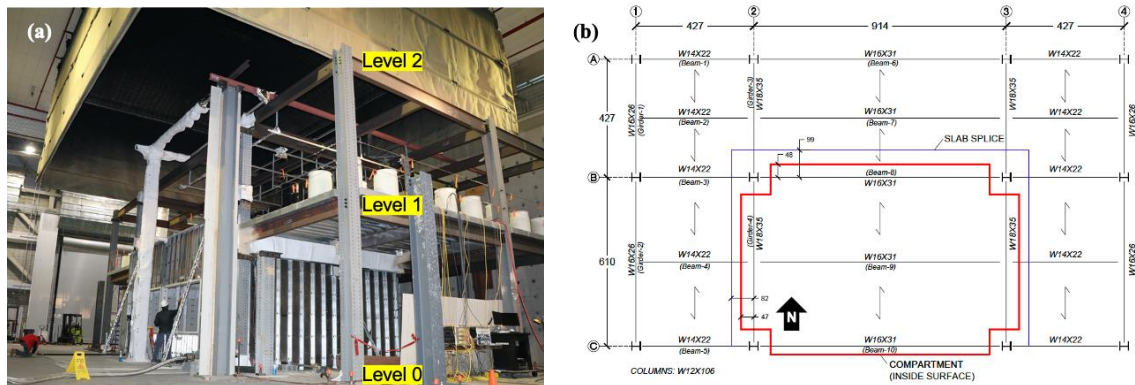 (a)
Level 2
Level 1
Level 0
(b)
1 2 3 4
427 914 427
A
W14X22 W16X31 W14X22
(Beam-1) (Beam-6)
W16X26
(Girder-1)
(Girder-3)
W18X35
W18X35
W16X26
427
W14X22 W16X31 W14X22
(Beam-2) (Beam-7)
99
SLAB SPLICE
48
B
(Beam-8)
W14X22 W16X31 W14X22
(Beam-3)
W16X26
(Girder-2)
(Girder-4)
W18X35
W18X35
W16X26
610
W14X22 W16X31 W14X22
(Beam-4) (Beam-9)
82
N
47
C
W14X22 W16X31 W14X22
(Beam-5) (Beam-10)
COMPARTMENT
(INSIDE SURFACE)
COLUMNS: W12X106